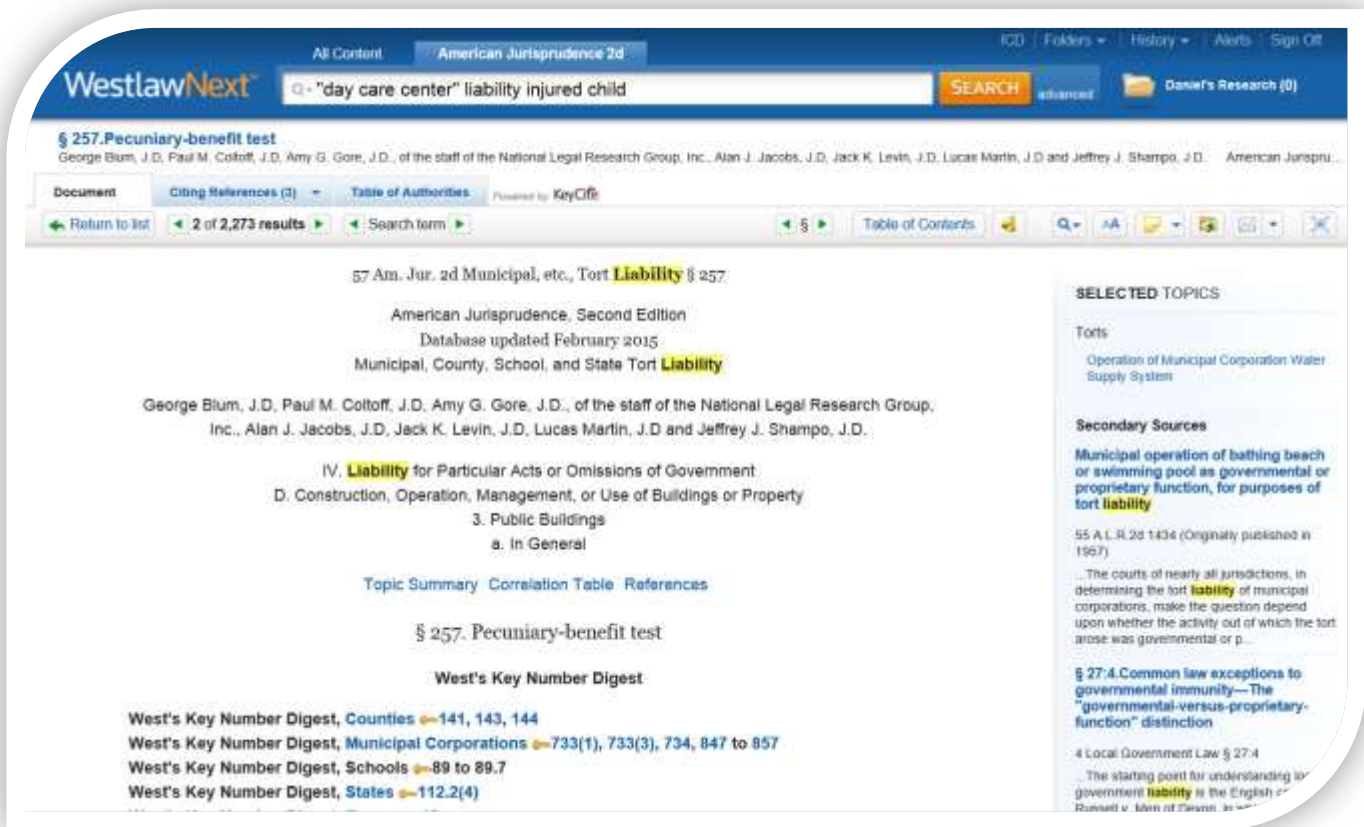 All Content American Jurisprudence 2d ICD Folders History Alerts Sign Off
WestlawNext "day care center" liability injured child SEARCH advanced Daniel's Research (0)
§ 257.Pecuniary-benefit test
George Blum, J.D, Paul M. Coltoff, J.D, Amy G. Gore, J.D., of the staff of the National Legal Research Group, Inc., Alan J. Jacobs, J.D, Jack K. Levin, J.D, Lucas Martin, J.D and Jeffrey J. Shampo, J.D. American Jurispru...
Document Citing References (3) Table of Authorities Powered by KeyCite
Return to list 2 of 2,273 results Search term § Table of Contents AA
57 Am. Jur. 2d Municipal, etc., Tort Liability § 257
American Jurisprudence, Second Edition
Database updated February 2015
Municipal, County, School, and State Tort Liability
George Blum, J.D, Paul M. Coltoff, J.D, Amy G. Gore, J.D., of the staff of the National Legal Research Group,
Inc., Alan J. Jacobs, J.D, Jack K. Levin, J.D, Lucas Martin, J.D and Jeffrey J. Shampo, J.D.
IV. Liability for Particular Acts or Omissions of Government
D. Construction, Operation, Management, or Use of Buildings or Property
3. Public Buildings
a. In General
Topic Summary Correlation Table References
§ 257. Pecuniary-benefit test
West's Key Number Digest
West's Key Number Digest, Counties 141, 143, 144
West's Key Number Digest, Municipal Corporations 733(1), 733(3), 734, 847 to 857
West's Key Number Digest, Schools 89 to 89.7
West's Key Number Digest, States 112.2(4)
SELECTED TOPICS
Torts
Operation of Municipal Corporation Water
Supply System
Secondary Sources
Municipal operation of bathing beach
or swimming pool as governmental or
proprietary function, for purposes of
tort liability
55 A.L.R.2d 1434 (Originally published in
1957)
...The courts of nearly all jurisdictions, in
determining the tort liability of municipal
corporations, make the question depend
upon whether the activity out of which the tort
arose was governmental or p...
§ 27:4.Common law exceptions to
governmental immunity—The
"governmental-versus-proprietary-
function" distinction
4 Local Government Law § 27:4
...The starting point for understanding
government liability is the English
Russell v. Men of Devon, in